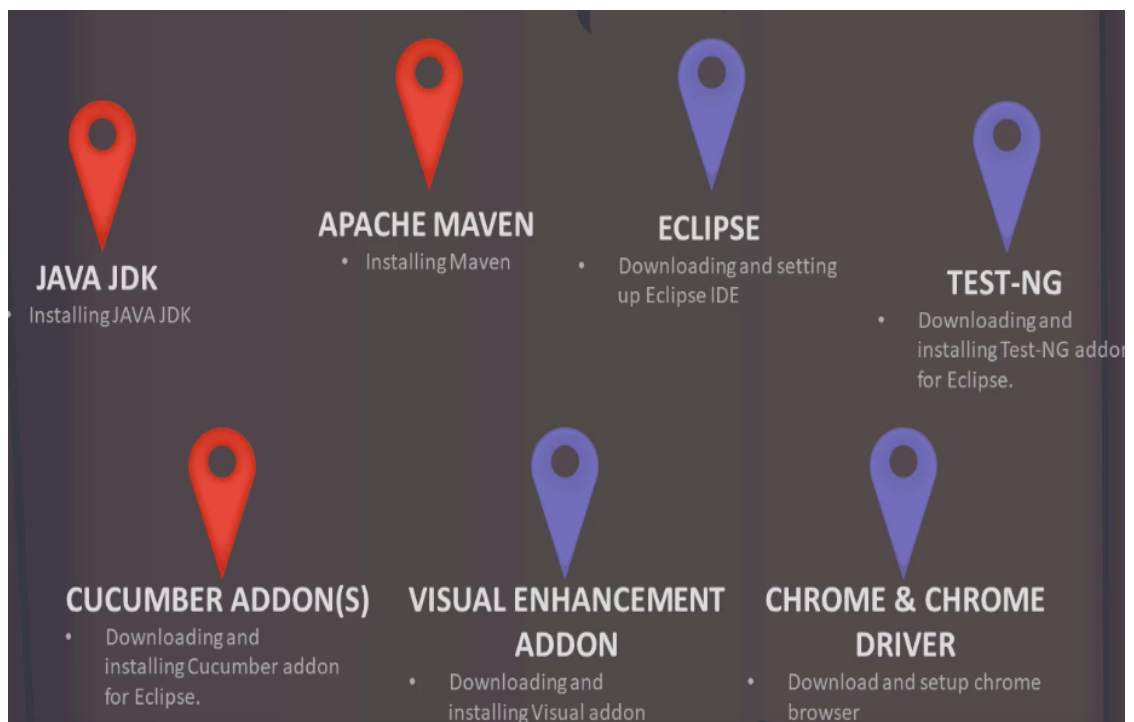 JAVA JDK
• Installing JAVA JDK
APACHE MAVEN
• Installing Maven
ECLIPSE
• Downloading and setting
up Eclipse IDE
TEST-NG
• Downloading and
installing Test-NG addon
for Eclipse.
CUCUMBER ADDON(S)
• Downloading and
installing Cucumber addon
for Eclipse.
VISUAL ENHANCEMENT
ADDON
• Downloading and
installing Visual addon
CHROME & CHROME
DRIVER
• Download and setup chrome
browser